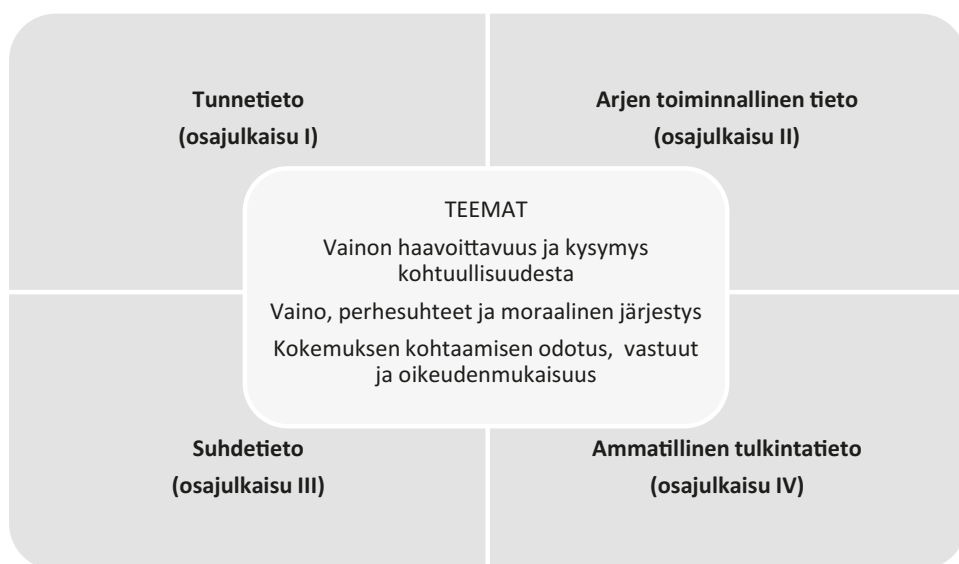 Tunnetieto
(osajulkaisu I)
Arjen toiminnallinen tieto
(osajulkaisu II)
TEEMAT
Vainon haavoittavuus ja kysymys
kohtuullisuudesta
Vaino, perhesuhteet ja moraalinen järjestys
Kokemuksen kohtaamisen odotus, vastuut
ja oikeudenmukaisuus
Suhdetieto
(osajulkaisu III)
Ammatillinen tulkintatieto
(osajulkaisu IV)